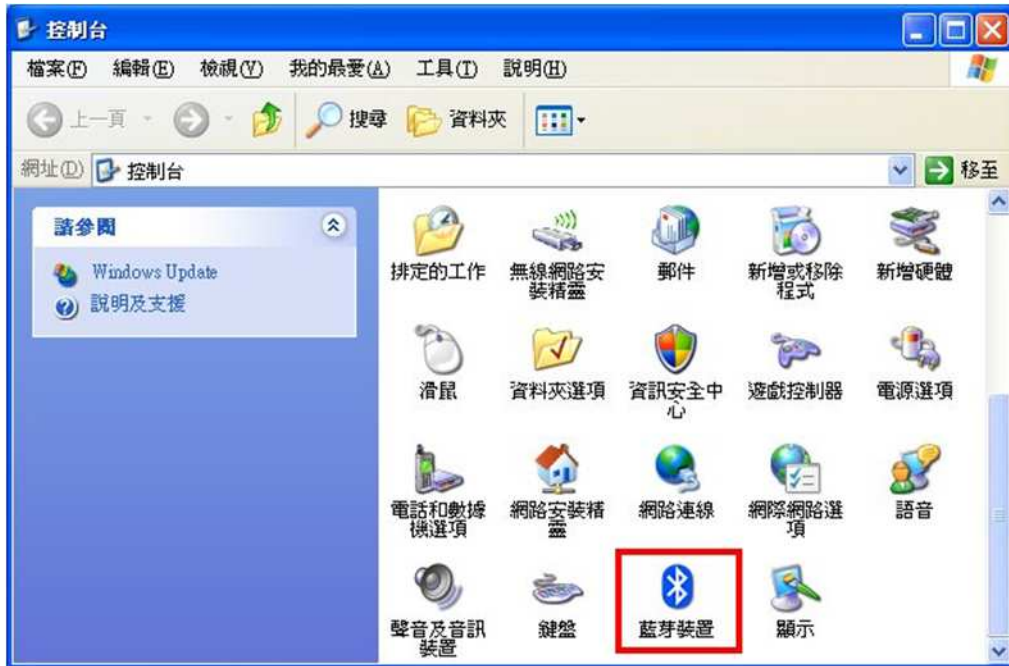 控制台
檔案(F) 編輯(E) 檢視(V) 我的最愛(A) 工具(T) 說明(H)
上一頁 搜尋 資料夾
網址(D) 控制台 移至
請參閱
Windows Update
說明及支援
排定的工作
無線網路安
裝精靈
郵件
新增或移除
程式
新增硬體
滑鼠
資料夾選項
資訊安全中
心
遊戲控制器
電源選項
電話和數據
機選項
網路安裝精
靈
網路連線
網際網路選
項
語音
聲音及音訊
裝置
鍵盤
藍芽裝置
顯示